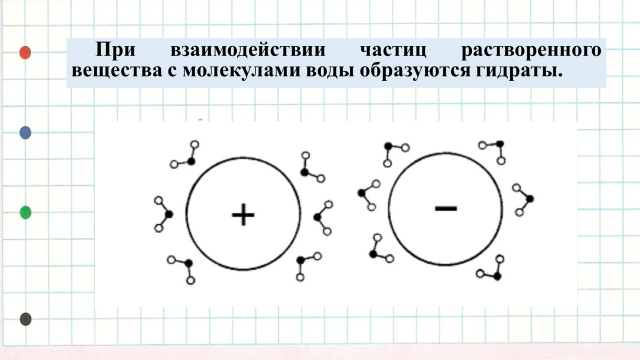 При взаимодействии частиц растворенного
вещества с молекулами воды образуются гидраты.
+ −